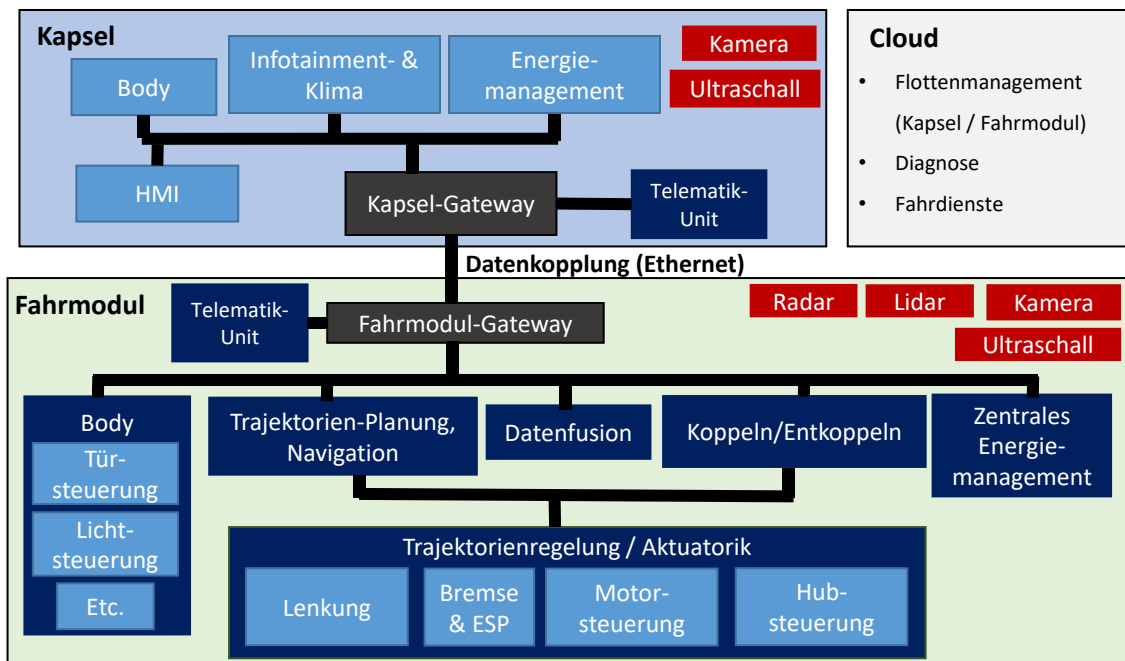 Kapsel
Body
Infotainment- &
Klima
Energie-
management
Kamera
Ultraschall
HMI
Kapsel-Gateway
Telematik-
Unit
Cloud
• Flottenmanagement
(Kapsel / Fahrmodul)
• Diagnose
• Fahrdienste
Datenkopplung (Ethernet)
Fahrmodul
Telematik-
Unit
Fahrmodul-Gateway
Radar
Lidar
Kamera
Ultraschall
Body
Tür-
steuerung
Licht-
steuerung
Etc.
Trajektorien-Planung,
Navigation
Datenfusion
Koppeln/Entkoppeln
Zentrales
Energie-
management
Trajektorienregelung / Aktuatorik
Lenkung
Bremse
& ESP
Motor-
steuerung
Hub-
steuerung